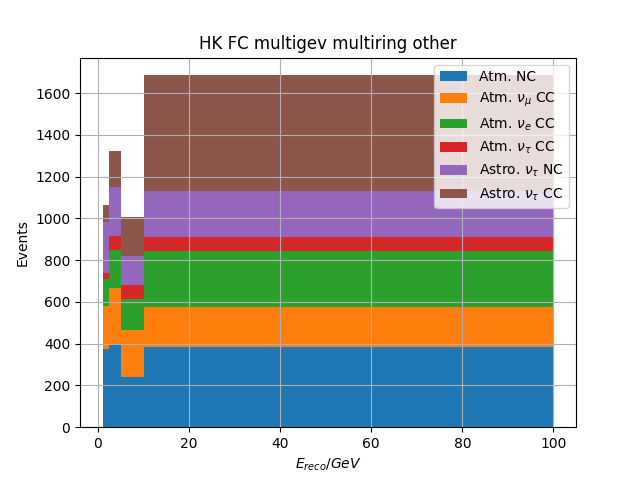 HK FC multigev multiring other
1600
1400
1200
1000
800
600
400
200
0
Events
0 20 40 60 80 100
E_{reco}/GeV
Atm. NC
Atm. ν_μ CC
Atm. ν_e CC
Atm. ν_τ CC
Astro. ν_τ NC
Astro. ν_τ CC